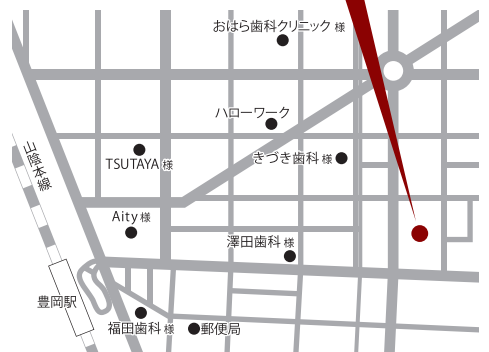 おはら歯科クリニック 様
ハローワーク
きづき歯科 様
TSUTAYA 様
山陰本線
Aity 様
澤田歯科 様
豊岡駅
福田歯科 様
郵便局